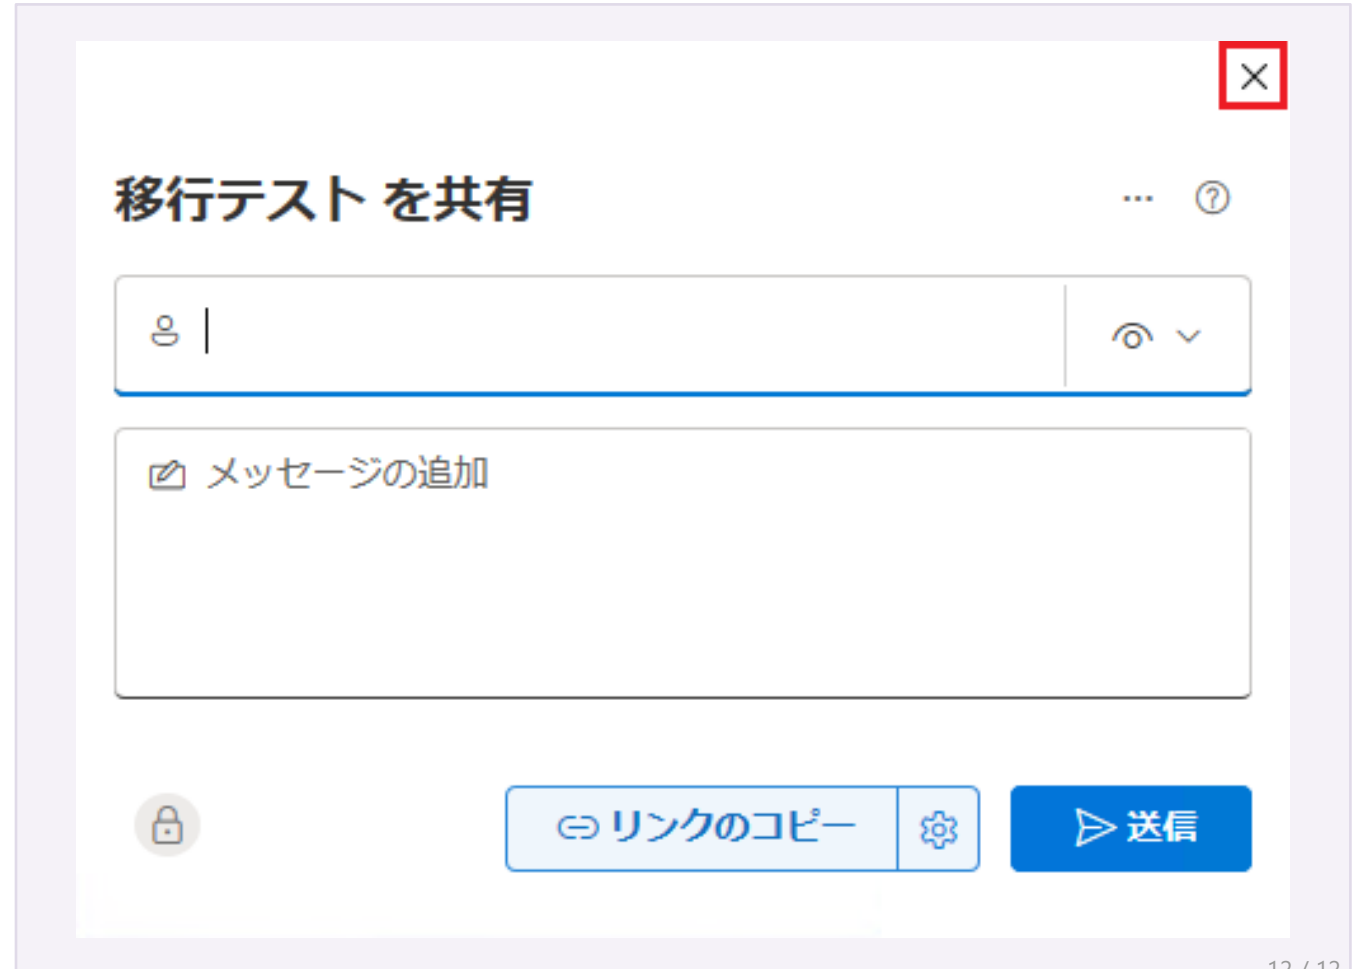 移行テスト を共有
メッセージの追加
リンクのコピー
送信